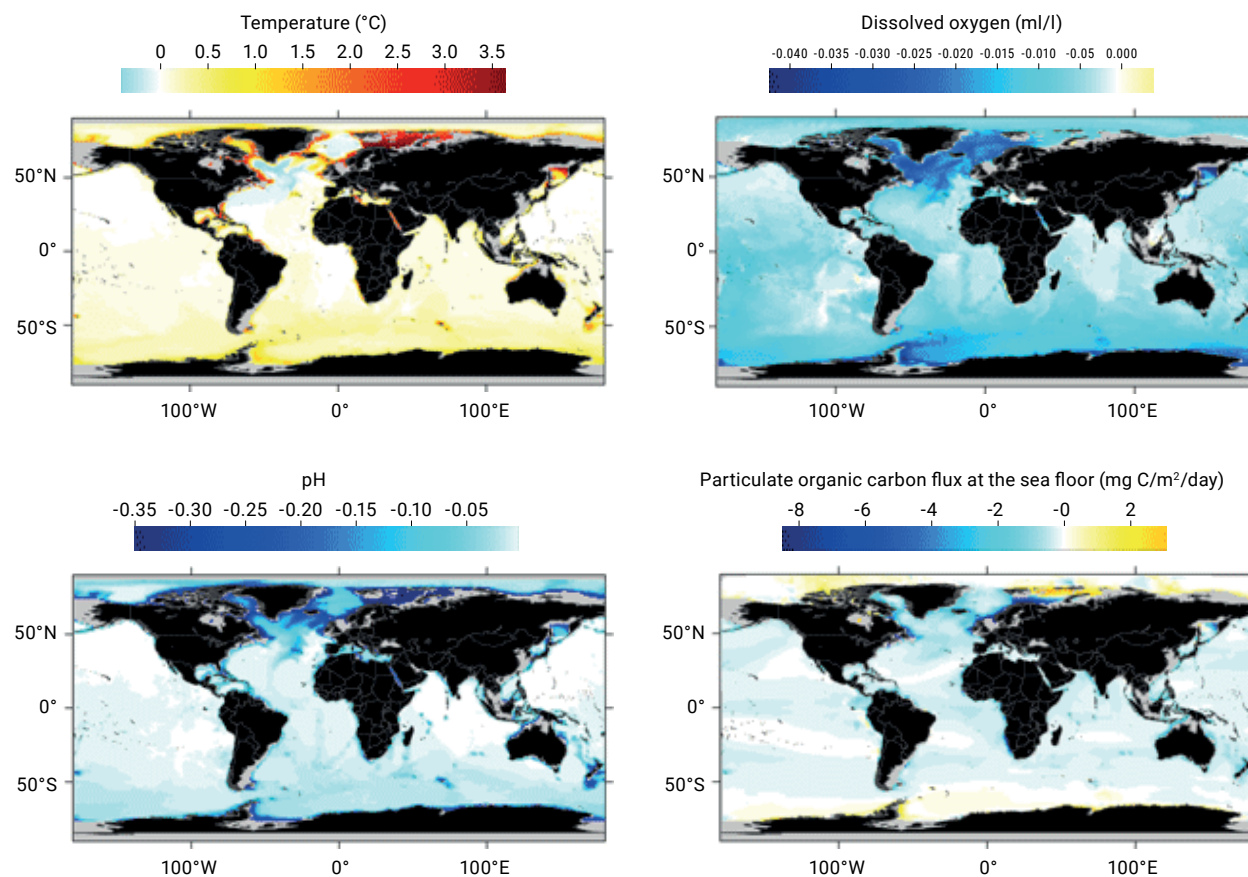 Temperature (°C)
0 0.5 1.0 1.5 2.0 2.5 3.0 3.5
50°N
0°
50°S
100°W 0° 100°E
Dissolved oxygen (ml/l)
-0.040 -0.035 -0.030 -0.025 -0.020 -0.015 -0.010 -0.05 0.000
50°N
0°
50°S
100°W 0° 100°E
pH
-0.35 -0.30 -0.25 -0.20 -0.15 -0.10 -0.05
50°N
0°
50°S
100°W 0° 100°E
Particulate organic carbon flux at the sea floor (mg C/m²/day)
-8 -6 -4 -2 -0 2
50°N
0°
50°S
100°W 0° 100°E